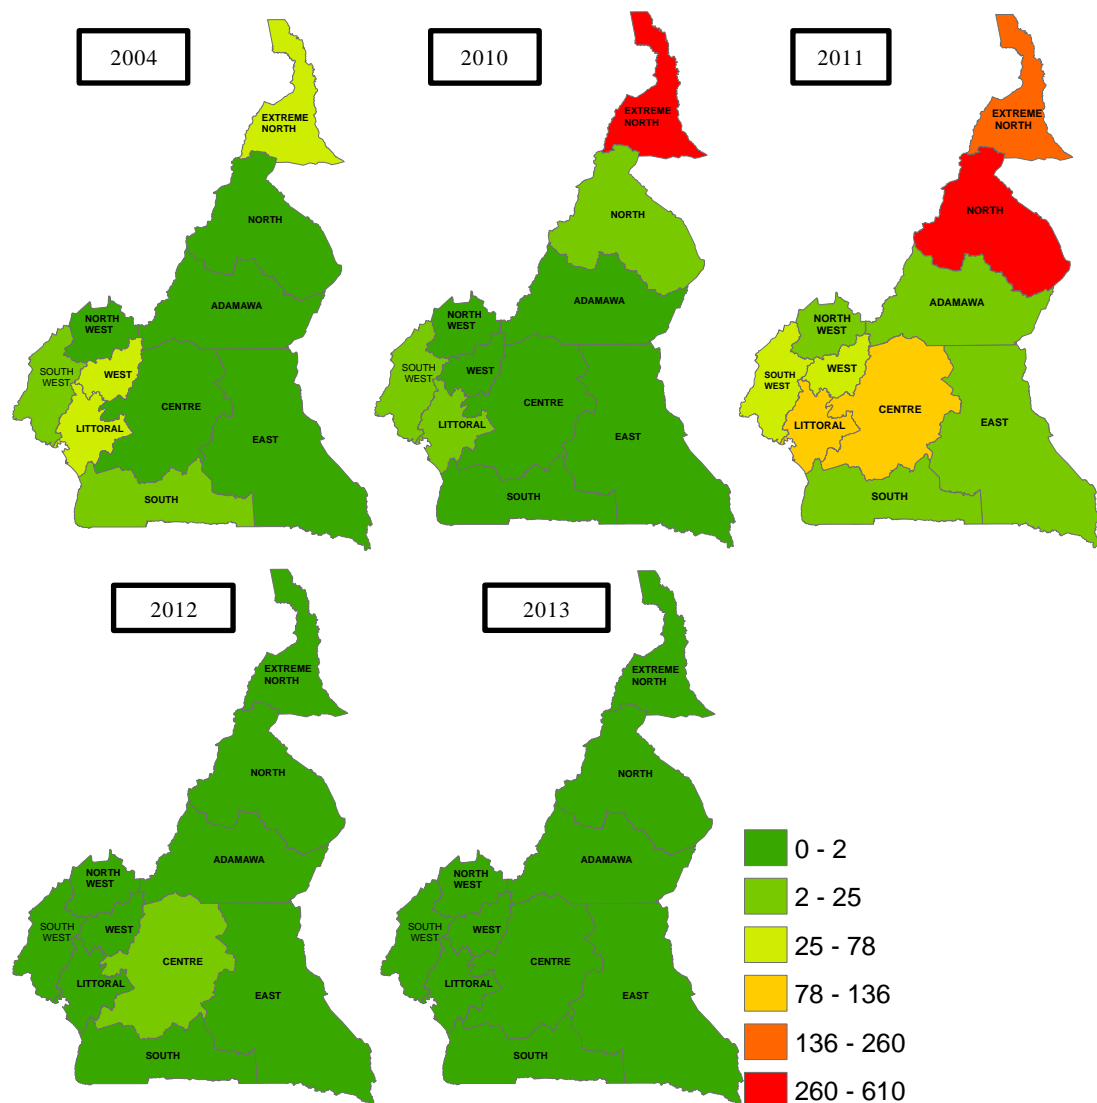 2004
EXTREME
NORTH
NORTH
ADAMAWA
NORTH
WEST
SOUTH
WEST
WEST
CENTRE
LITTORAL
EAST
SOUTH
2010
EXTREME
NORTH
NORTH
ADAMAWA
NORTH
WEST
SOUTH
WEST
WEST
CENTRE
LITTORAL
EAST
SOUTH
2011
EXTREME
NORTH
NORTH
ADAMAWA
NORTH
WEST
SOUTH
WEST
WEST
CENTRE
LITTORAL
EAST
SOUTH
2012
EXTREME
NORTH
NORTH
ADAMAWA
NORTH
WEST
SOUTH
WEST
WEST
CENTRE
LITTORAL
EAST
SOUTH
2013
EXTREME
NORTH
NORTH
ADAMAWA
NORTH
WEST
SOUTH
WEST
WEST
CENTRE
LITTORAL
EAST
SOUTH
0 - 2
2 - 25
25 - 78
78 - 136
136 - 260
260 - 610